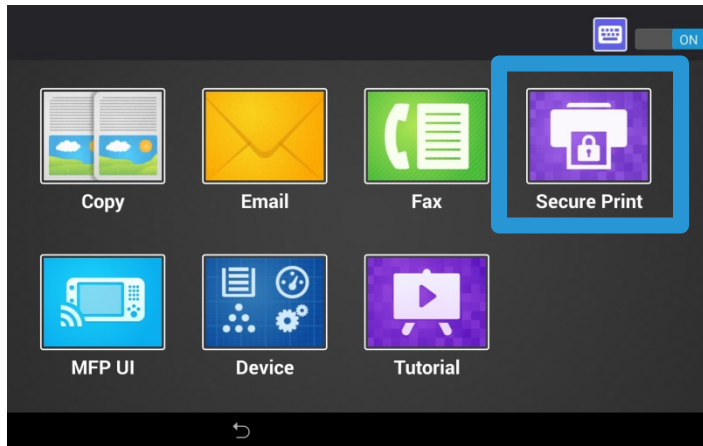 ON
Copy
Email
Fax
Secure Print
MFP UI
Device
Tutorial